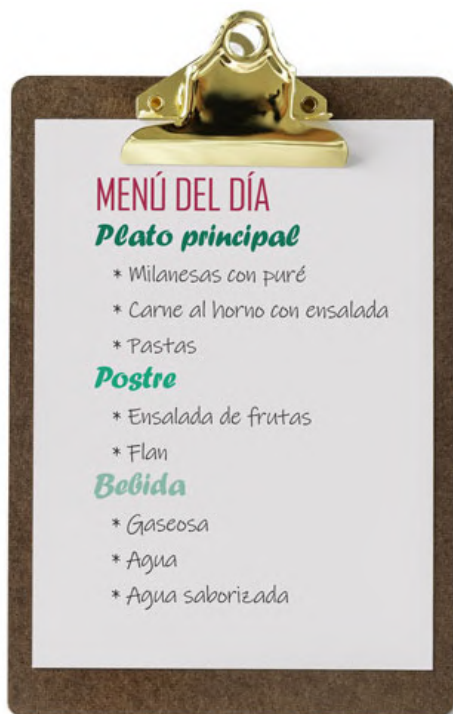 MENÚ DEL DÍA
Plato principal
* Milanesas con puré
* Carne al horno con ensalada
* Pastas
Postre
* Ensalada de frutas
* Flan
Bebida
* Gaseosa
* Agua
* Agua saborizada